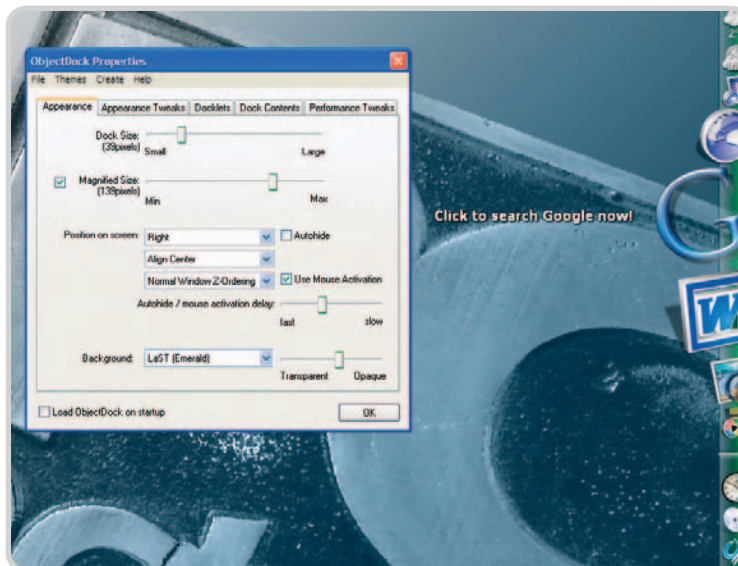 ObjectDock Properties
File Themes Create Help
Appearance Appearance Tweaks Docklets Dock Contents Performance Tweaks
Dock Size:
(39pixels)
Small Large
Magnified Size:
(139pixels)
Min Max
Click to search Google now!
Position on screen: Right Autohide
Align Center
Normal Window Z-Ordering Use Mouse Activation
Autohide / mouse activation delay:
fast slow
Background: LaST (Emerald)
Transparent Opaque
Load ObjectDock on startup OK
G
W